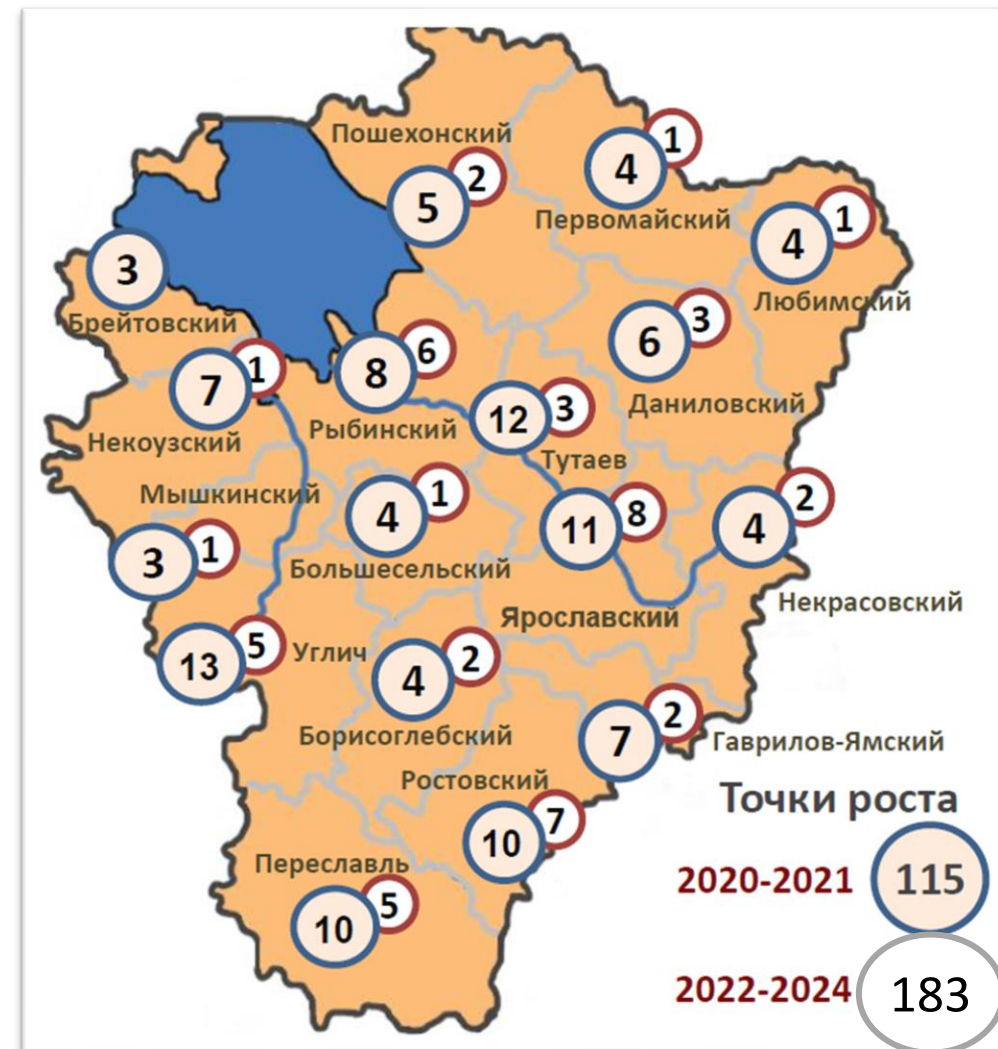 Пошехонский
5
2
4
1
Первомайский
4
1
Любимский
3
Брейтовский
7
1
Некоузский
8
6
Рыбинский
12
3
Тутаев
6
3
Даниловский
Мышкинский
3
1
4
1
Большесельский
11
8
Ярославский
4
2
Некрасовский
13
5
Углич
4
2
Борисоглебский
7
2
Гаврилов-Ямский
Ростовский
10
7
Переславль
10
5
Точки роста
2020-2021 115
2022-2024 183